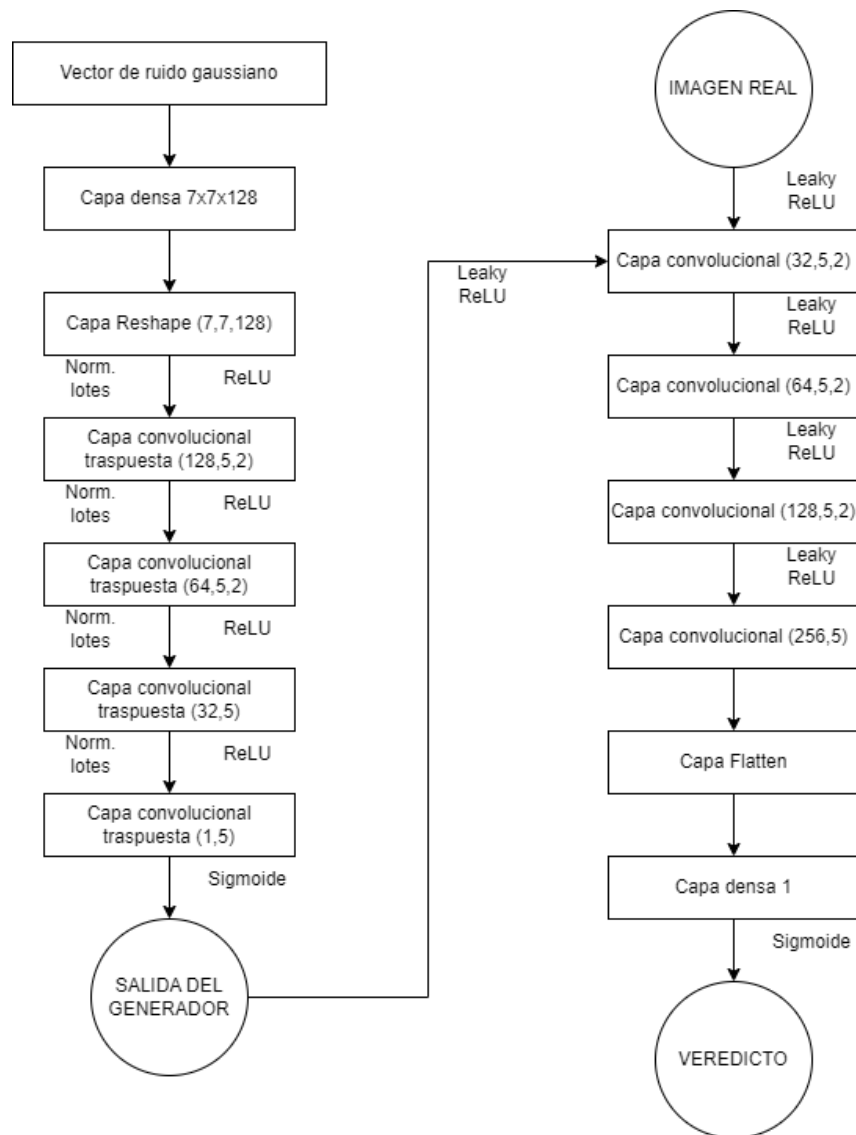 Vector de ruido gaussiano
Capa densa 7x7x128
Capa Reshape (7,7,128)
Norm.
lotes
ReLU
Capa convolucional
traspuesta (128,5,2)
Norm.
lotes
ReLU
Capa convolucional
traspuesta (64,5,2)
Norm.
lotes
ReLU
Capa convolucional
traspuesta (32,5)
Norm.
lotes
ReLU
Capa convolucional
traspuesta (1,5)
Sigmoide
SALIDA DEL
GENERADOR
Leaky
ReLU
IMAGEN REAL
Leaky
ReLU
Capa convolucional (32,5,2)
Leaky
ReLU
Capa convolucional (64,5,2)
Leaky
ReLU
Capa convolucional (128,5,2)
Leaky
ReLU
Capa convolucional (256,5)
Capa Flatten
Capa densa 1
Sigmoide
VEREDICTO